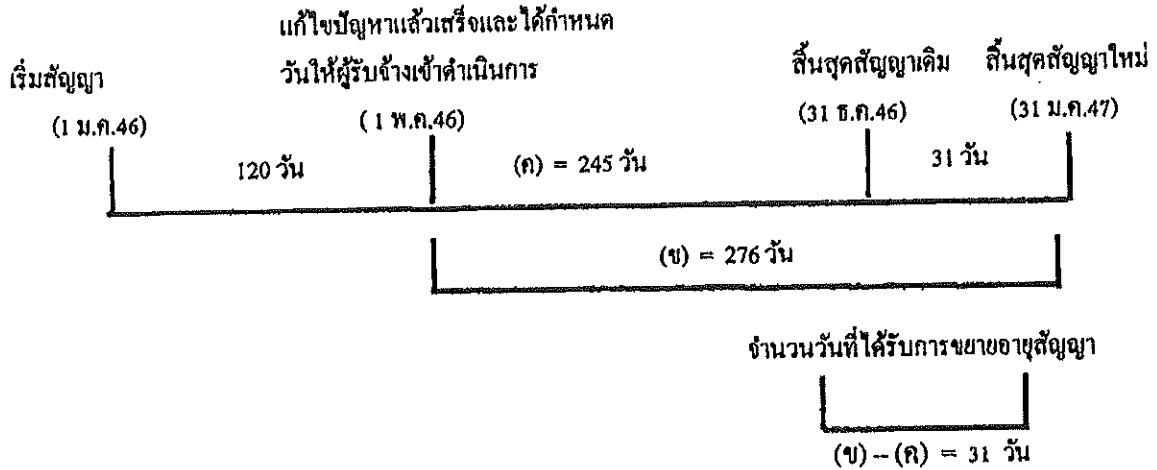 แก้ไขปัญหาแล้วเสร็จและได้กำหนด
เริ่มสัญญา วันให้ผู้รับจ้างเข้าดำเนินการ สิ้นสุดสัญญาเดิม สิ้นสุดสัญญาใหม่
(1 ม.ค.46) ( 1 พ.ค.46) (31 ธ.ค.46) (31 ม.ค.47)
120 วัน (ค) = 245 วัน 31 วัน
(ข) = 276 วัน
จำนวนวันที่ได้รับการขยายอายุสัญญา
(ข) – (ค) = 31 วัน